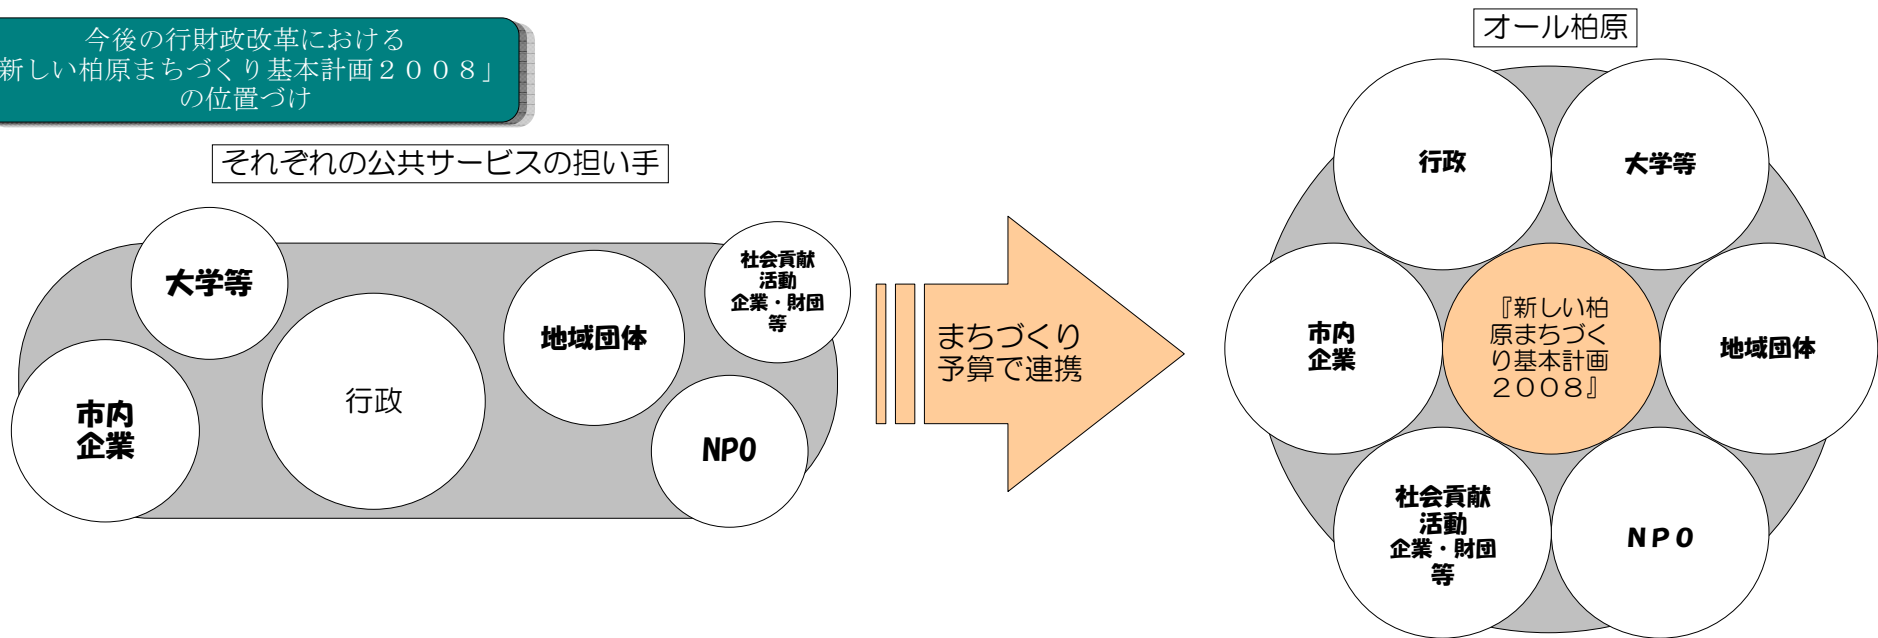 今後の行財政改革における
新しい柏原まちづくり基本計画２００８」
の位置づけ
それぞれの公共サービスの担い手
大学等
市内
企業
行政
地域団体
社会貢献
活動
企業・財団
等
NPO
まちづくり
予算で連携
オール柏原
行政
大学等
市内
企業
『新しい柏
原まちづく
り基本計画
２００８』
地域団体
社会貢献
活動
企業・財団
等
ＮＰＯ